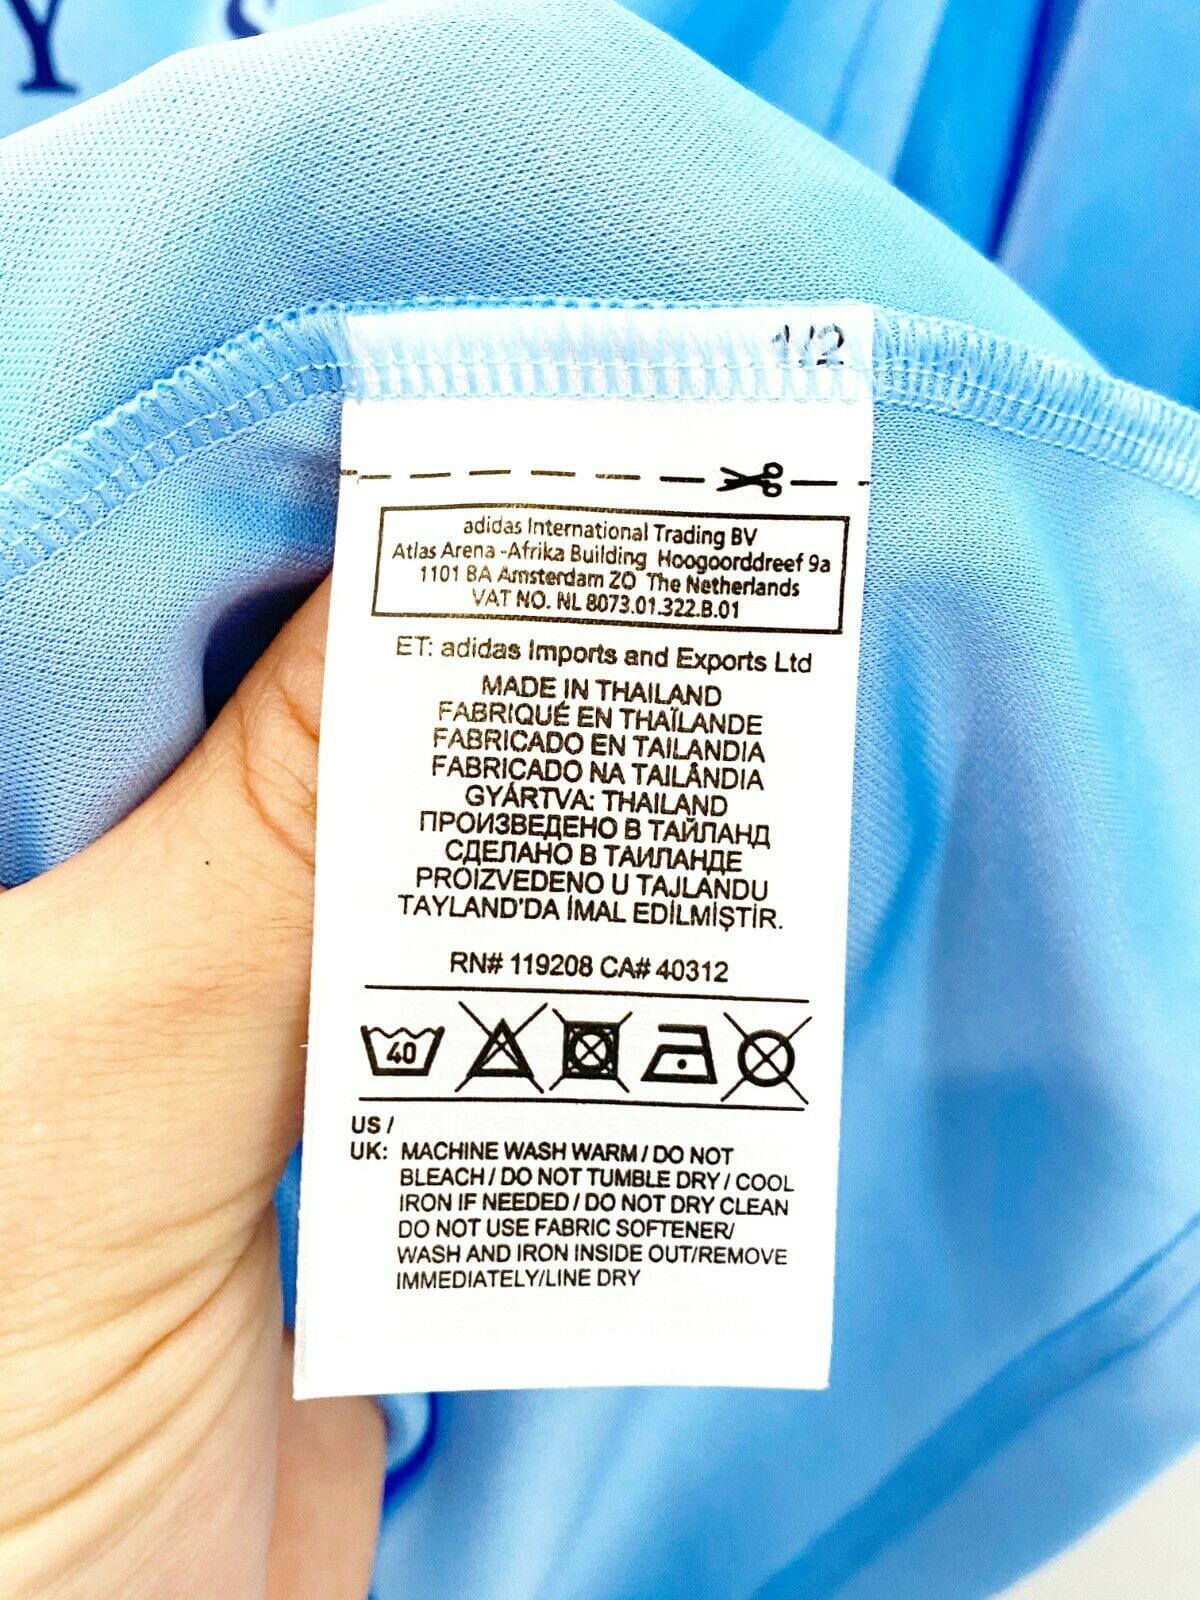 Y S
1/2
adidas International Trading BV
Atlas Arena -Afrika Building Hoogoorddreef 9a
1101 BA Amsterdam ZO The Netherlands
VAT NO. NL 8073.01.322.B.01
ET: adidas Imports and Exports Ltd
MADE IN THAILAND
FABRIQUÉ EN THAÏLANDE
FABRICADO EN TAILANDIA
FABRICADO NA TAILÂNDIA
GYÁRTVA: THAILAND
ПРОИЗВЕДЕНО В ТАЙЛАНД
СДЕЛАНО В ТАИЛАНДЕ
PROIZVEDENO U TAJLANDU
TAYLAND'DA İMAL EDİLMİŞTİR.
RN# 119208 CA# 40312
40
US /
UK: MACHINE WASH WARM / DO NOT
BLEACH / DO NOT TUMBLE DRY / COOL
IRON IF NEEDED / DO NOT DRY CLEAN
DO NOT USE FABRIC SOFTENER/
WASH AND IRON INSIDE OUT/REMOVE
IMMEDIATELY/LINE DRY